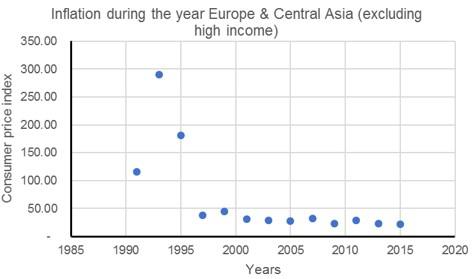 Inflation during the year Europe & Central Asia (excluding
high income)
Consumer price index
350.00
300.00
250.00
200.00
150.00
100.00
50.00
-
1985 1990 1995 2000 2005 2010 2015 2020
Years